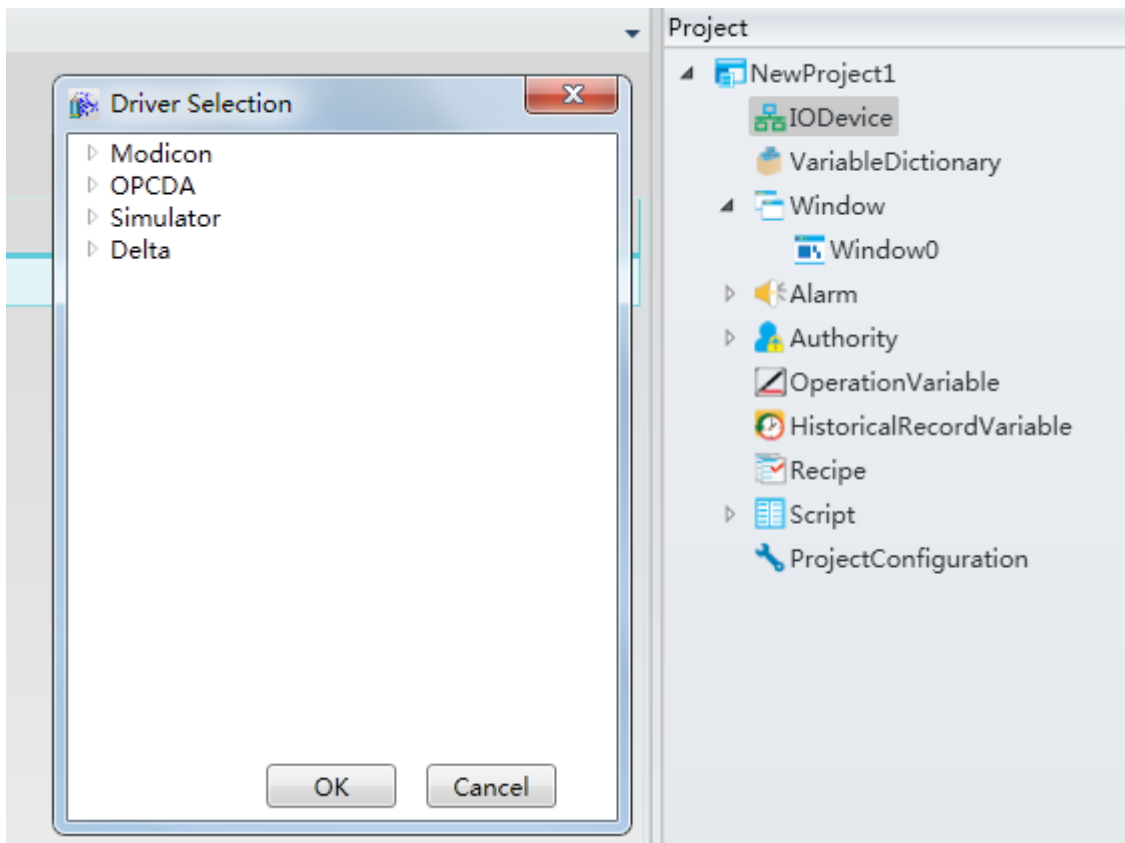 Driver Selection
Modicon
OPCDA
Simulator
Delta
OK
Cancel
Project
NewProject1
IODevice
VariableDictionary
Window
Window0
Alarm
Authority
OperationVariable
HistoricalRecordVariable
Recipe
Script
ProjectConfiguration